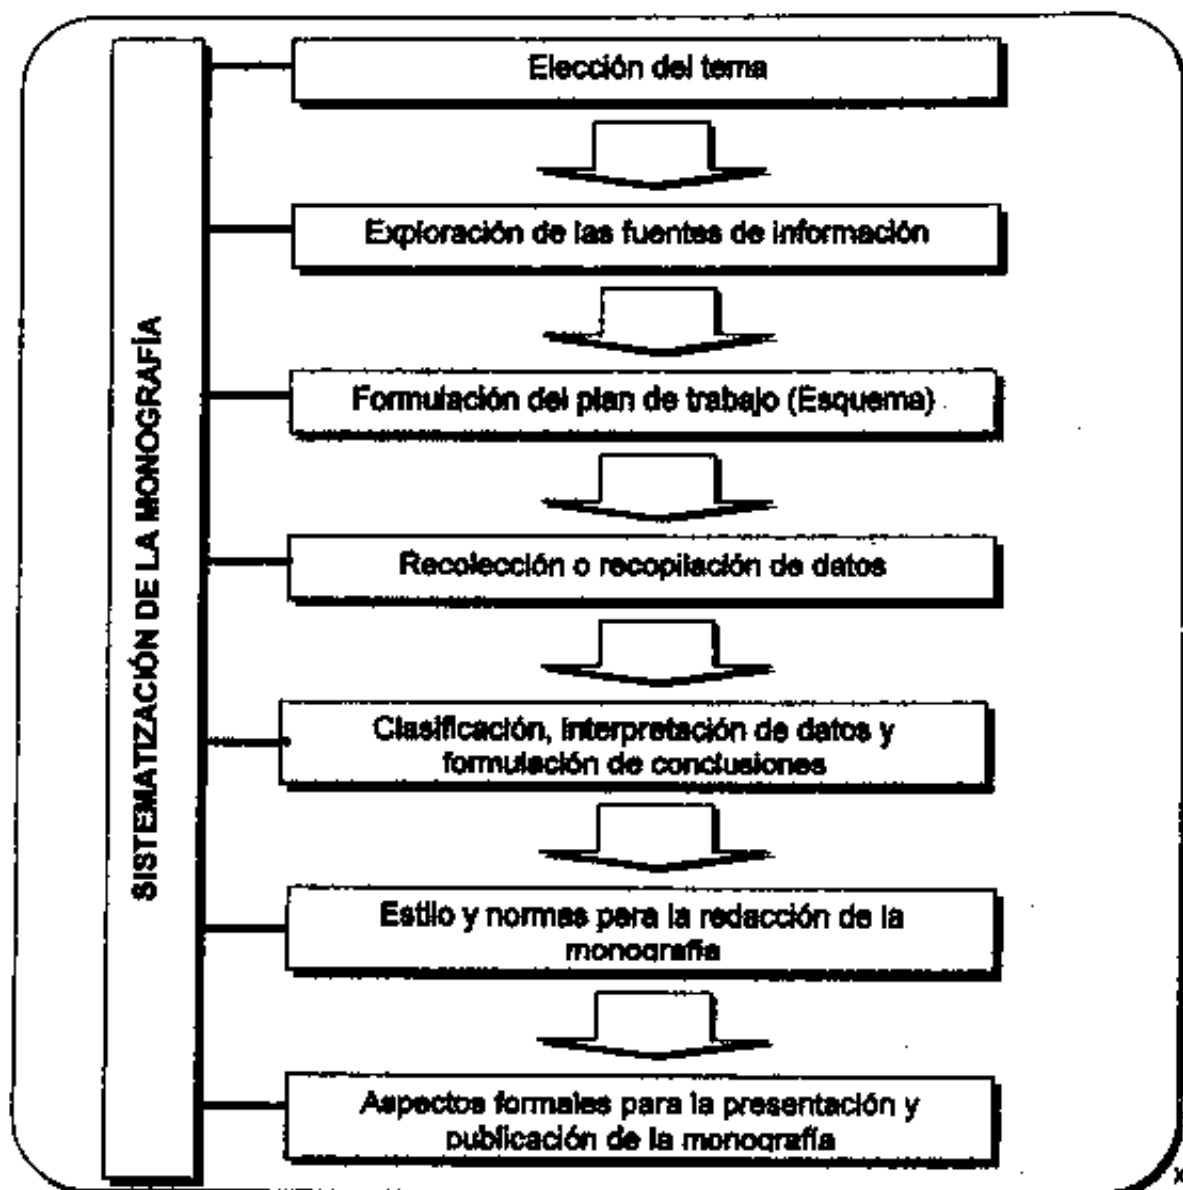 SISTEMATIZACIÓN DE LA MONOGRAFÍA
Elección del tema
Exploración de las fuentes de información
Formulación del plan de trabajo (Esquema)
Recolección o recopilación de datos
Clasificación, interpretación de datos y
formulación de conclusiones
Estilo y normas para la redacción de la
monografía
Aspectos formales para la presentación y
publicación de la monografía
x